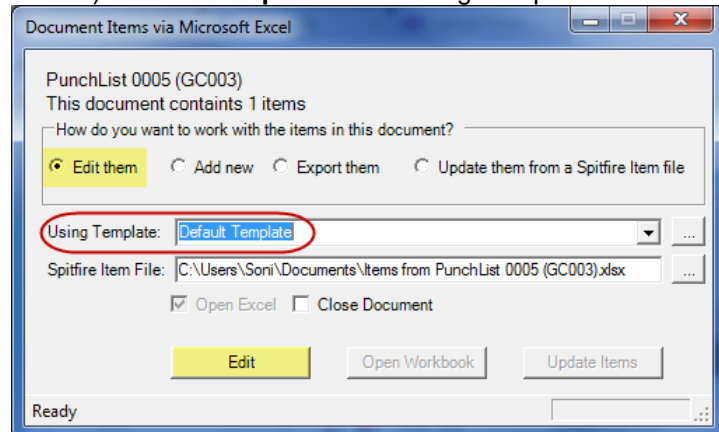 Document Items via Microsoft Excel
PunchList 0005 (GC003)
This document containts 1 items
How do you want to work with the items in this document?
Edit them Add new Export them Update them from a Spitfire Item file
Using Template: Default Template ...
Spitfire Item File: C:\Users\Soni\Documents\Items from PunchList 0005 (GC003).xlsx ...
Open Excel Close Document
Edit Open Workbook Update Items
Ready